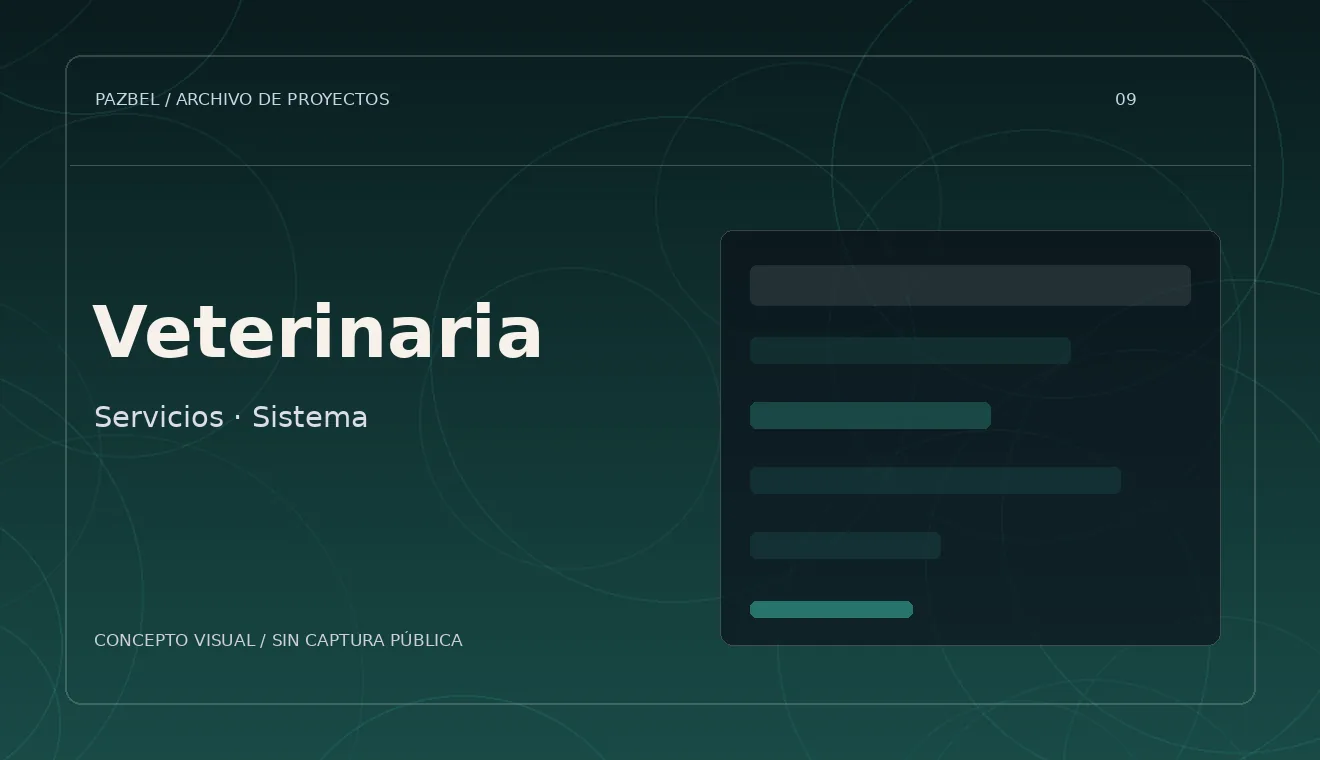 PAZBEL / ARCHIVO DE PROYECTOS
09
Veterinaria
Servicios · Sistema
CONCEPTO VISUAL / SIN CAPTURA PÚBLICA